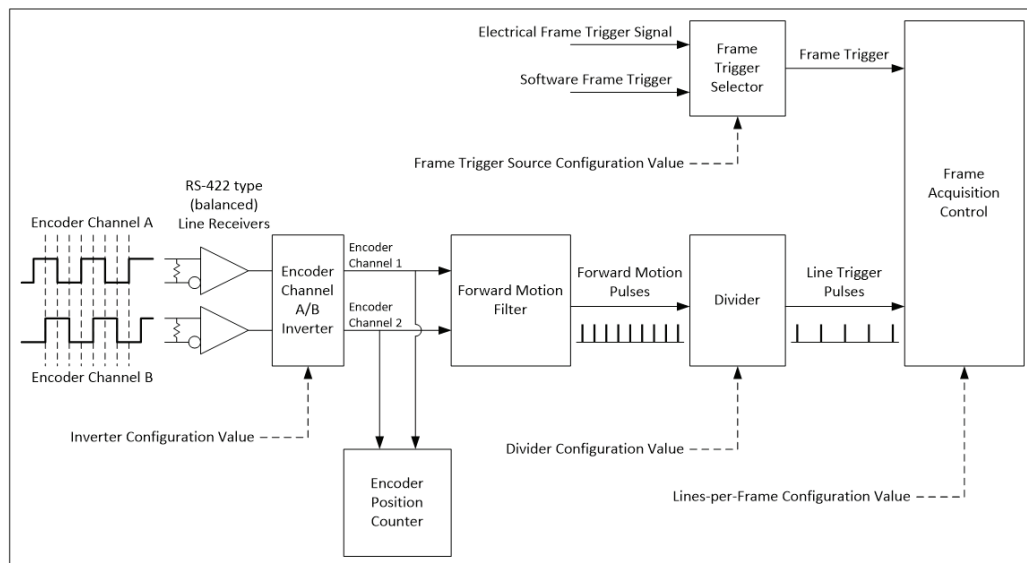 Electrical Frame Trigger Signal
Software Frame Trigger
Frame
Trigger
Selector
Frame Trigger
Frame Trigger Source Configuration Value
Frame
Acquisition
Control
RS-422 type
(balanced)
Line Receivers
Encoder Channel A
Encoder Channel B
Encoder
Channel
A/B
Inverter
Encoder
Channel 1
Encoder
Channel 2
Forward Motion
Filter
Forward Motion
Pulses
Divider
Line Trigger
Pulses
Inverter Configuration Value
Divider Configuration Value
Encoder
Position
Counter
Lines-per-Frame Configuration Value